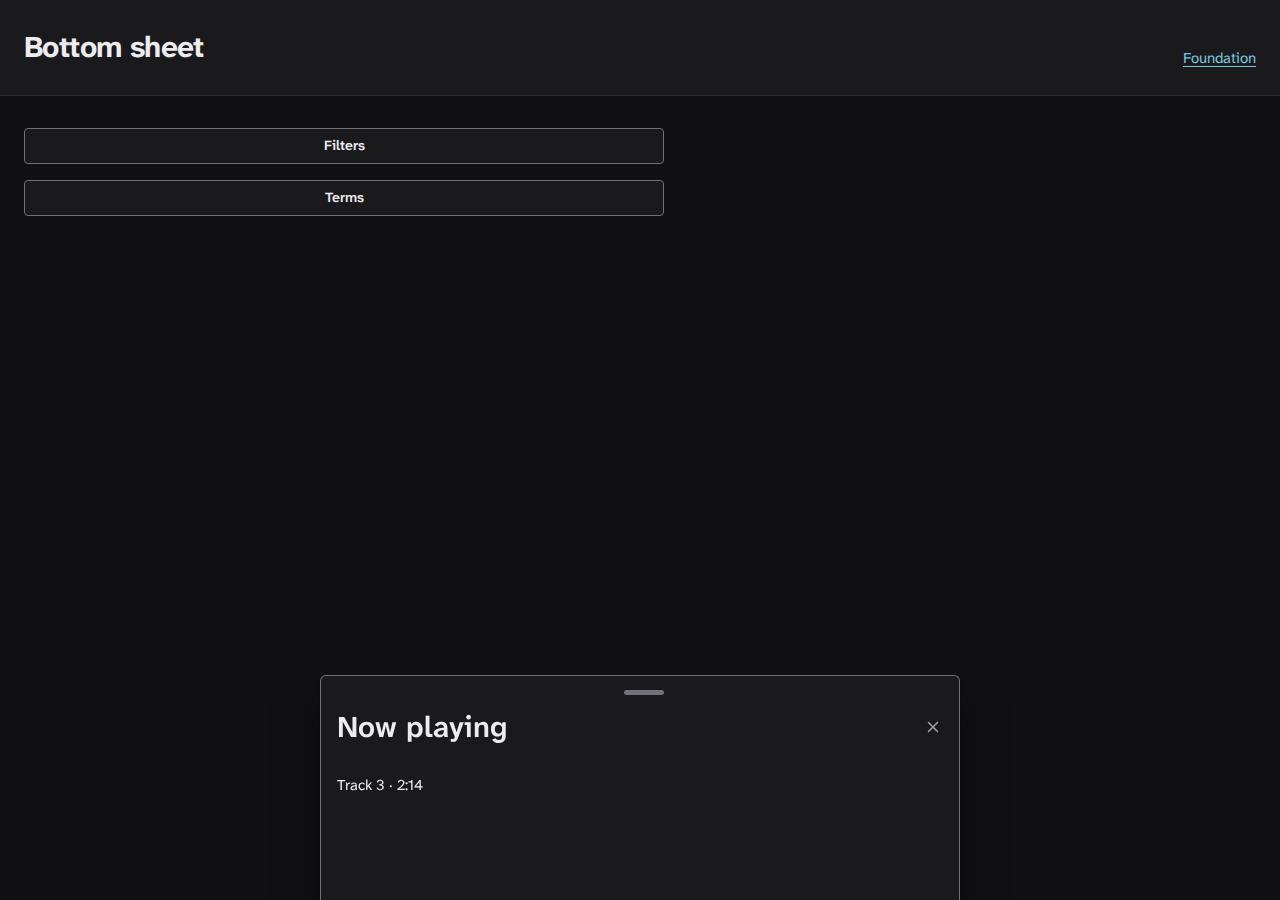 Bottom sheet
Foundation
Filters
Terms
Now playing
Track 3 · 2:14